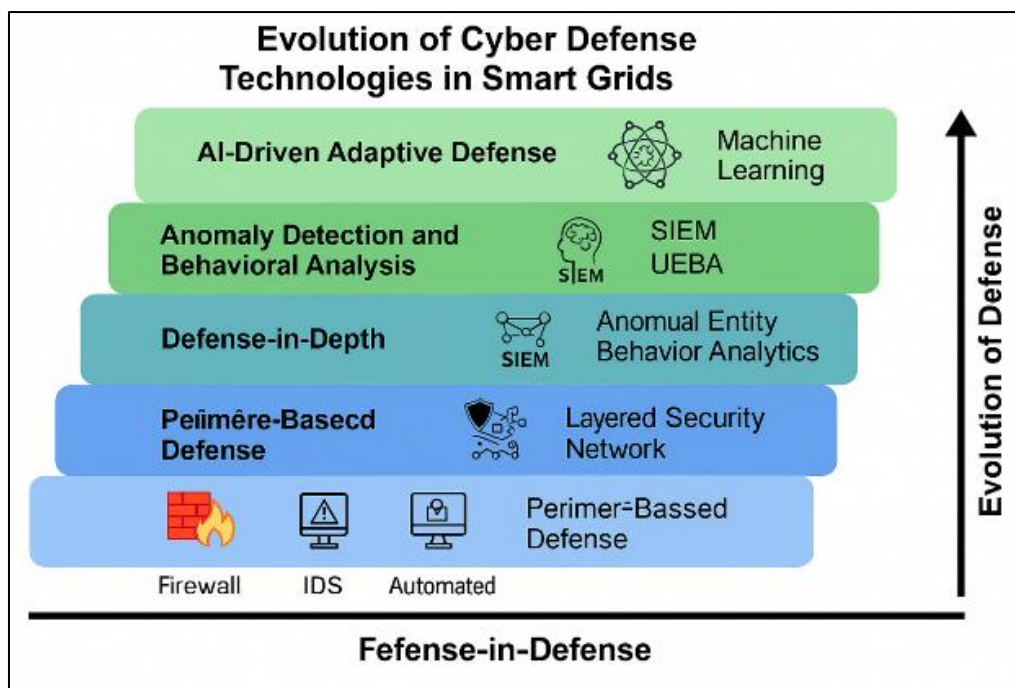 Evolution of Cyber Defense
Technologies in Smart Grids
AI-Driven Adaptive Defense
Machine
Learning
Anomaly Detection and
Behavioral Analysis
SIEM
SIEM
UEBA
Defense-in-Depth
SIEM
Anomual Entity
Behavior Analytics
Peïimêre-Basecd
Defense
Layered Security
Network
Perimer-Bassed
Defense
Firewall
IDS
Automated
Fefense-in-Defense
Evolution of Defense